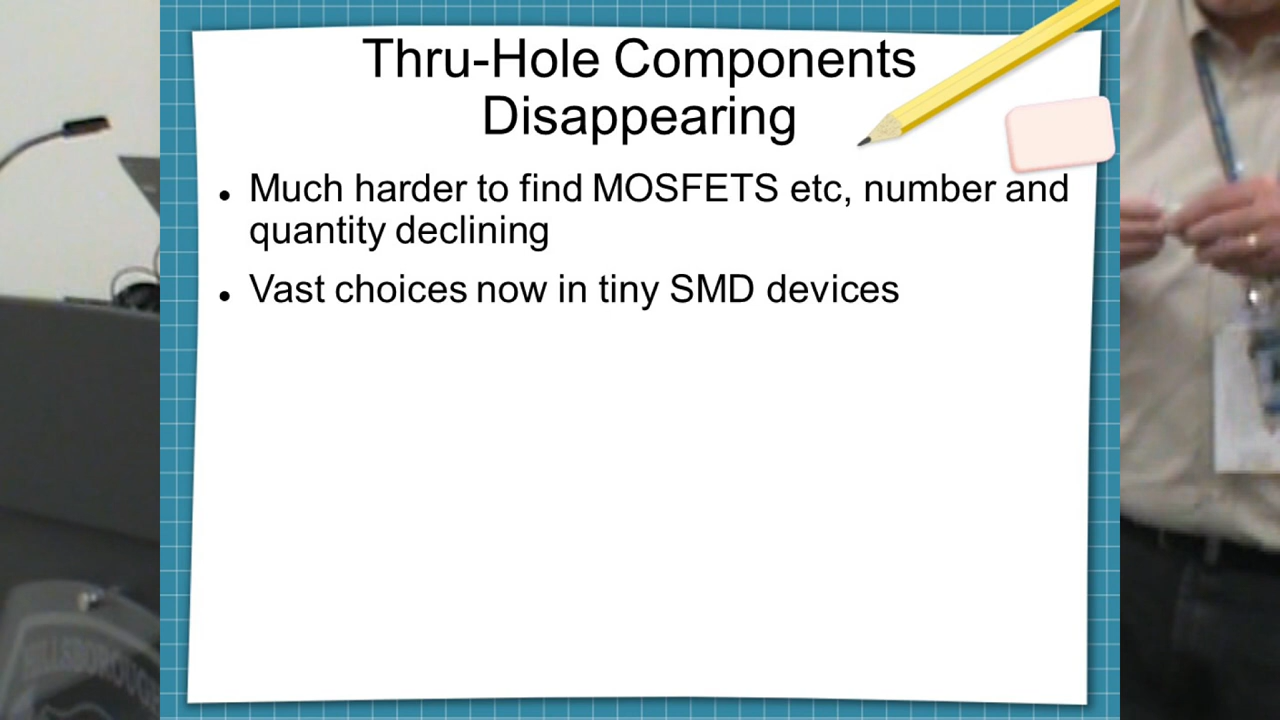 Thru-Hole Components
Disappearing
• Much harder to find MOSFETS etc, number and
quantity declining
• Vast choices now in tiny SMD devices